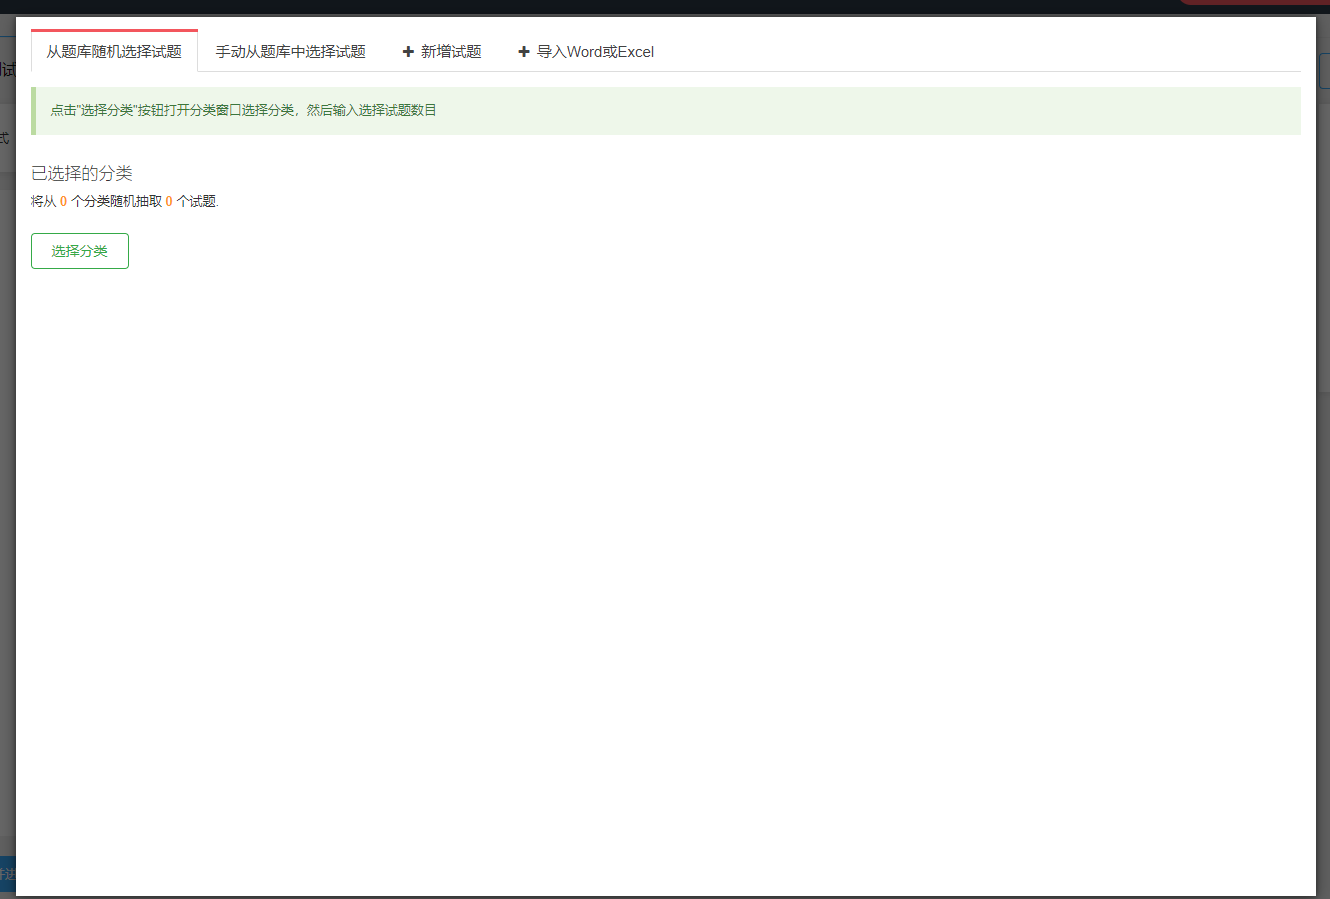 从题库随机选择试题
手动从题库中选择试题
新增试题
导入Word或Excel
点击"选择分类"按钮打开分类窗口选择分类，然后输入选择试题数目
已选择的分类
将从 0 个分类随机抽取 0 个试题.
选择分类
试
式